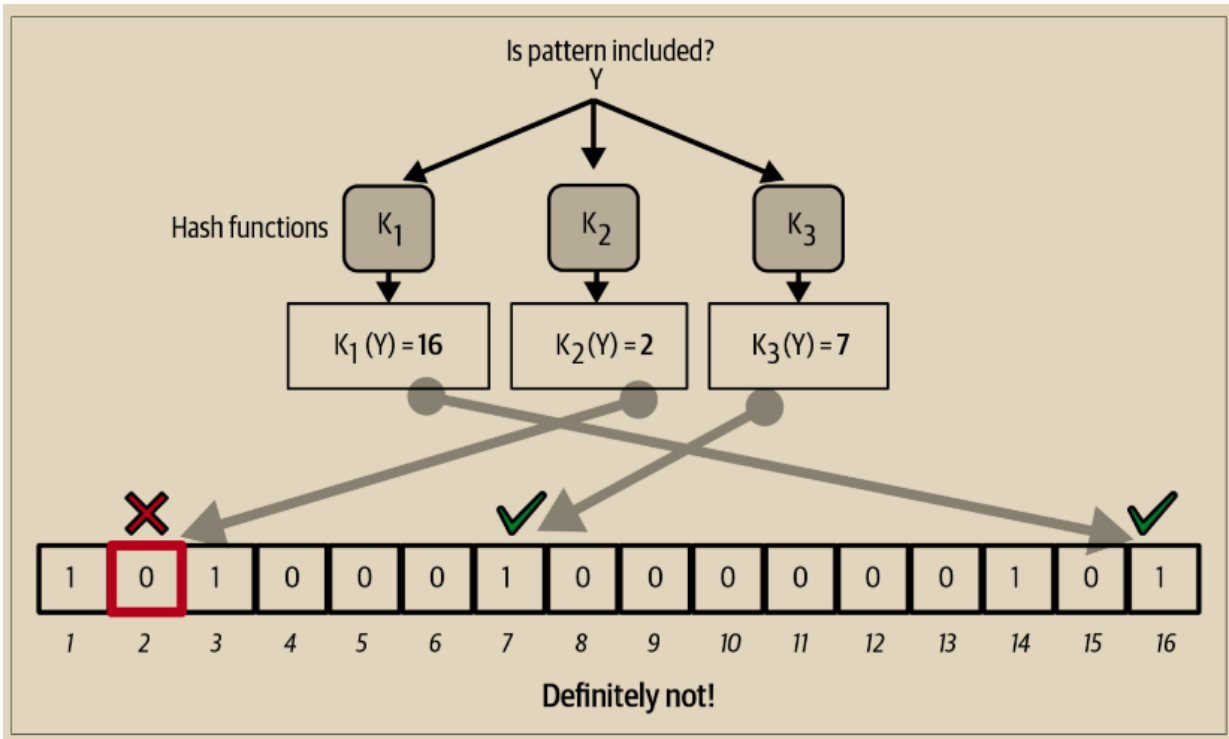 Is pattern included?
Y
Hash functions K₁ K₂ K₃
K₁ (Y) = 16 K₂(Y) = 2 K₃(Y) = 7
1 0 1 0 0 0 1 0 0 0 0 0 0 1 0 1
1 2 3 4 5 6 7 8 9 10 11 12 13 14 15 16
Definitely not!